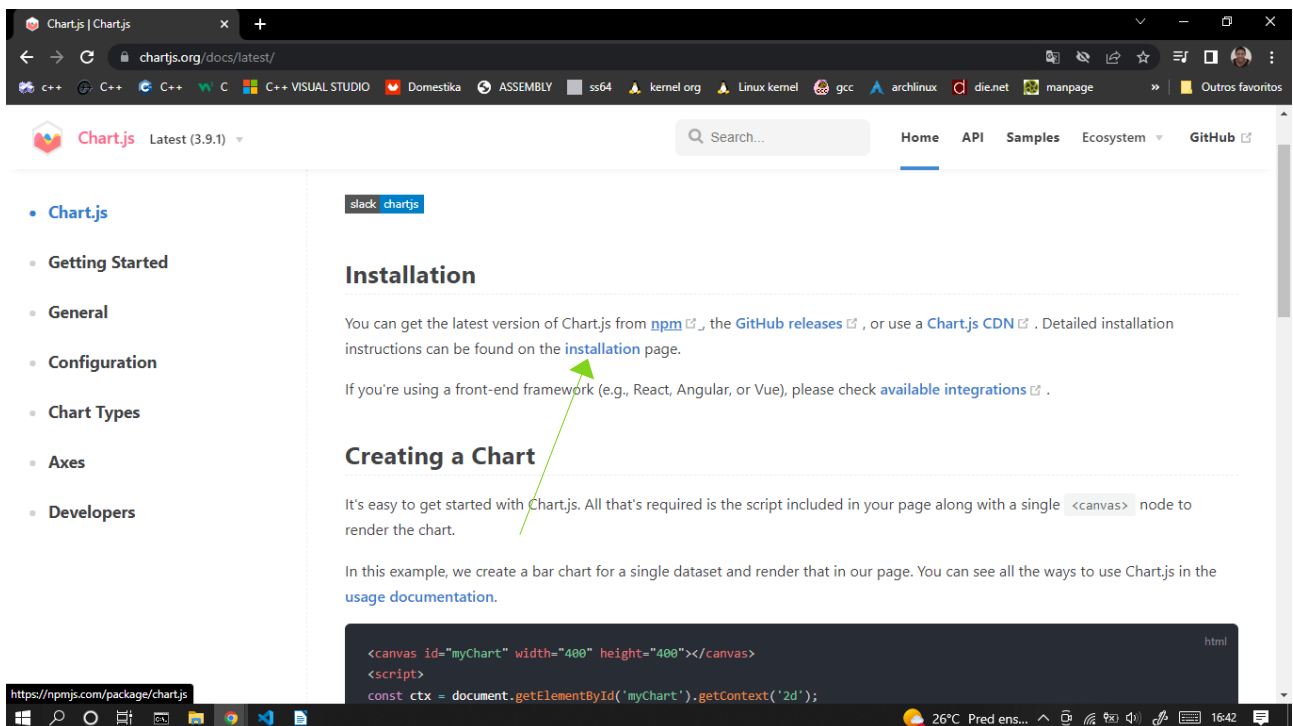 Chart.js | Chart.js
chartjs.org/docs/latest/
c++ C++ C++ C C++ VISUAL STUDIO Domestika ASSEMBLY ss64 kernel org Linux kernel gcc archlinux die.net manpage » Outros favoritos
Chart.js Latest (3.9.1) Search... Home API Samples Ecosystem GitHub
slack chartjs
Chart.js
Getting Started
General
Configuration
Chart Types
Axes
Developers
Installation
You can get the latest version of Chart.js from npm , the GitHub releases , or use a Chart.js CDN . Detailed installation
instructions can be found on the installation page.
If you're using a front-end framework (e.g., React, Angular, or Vue), please check available integrations .
Creating a Chart
It's easy to get started with Chart.js. All that's required is the script included in your page along with a single <canvas> node to
render the chart.
In this example, we create a bar chart for a single dataset and render that in our page. You can see all the ways to use Chart.js in the
usage documentation.
html
<canvas id="myChart" width="400" height="400"></canvas>
<script>
const ctx = document.getElementById('myChart').getContext('2d');
https://npmjs.com/package/chart.js
26°C Pred ens... 16:42